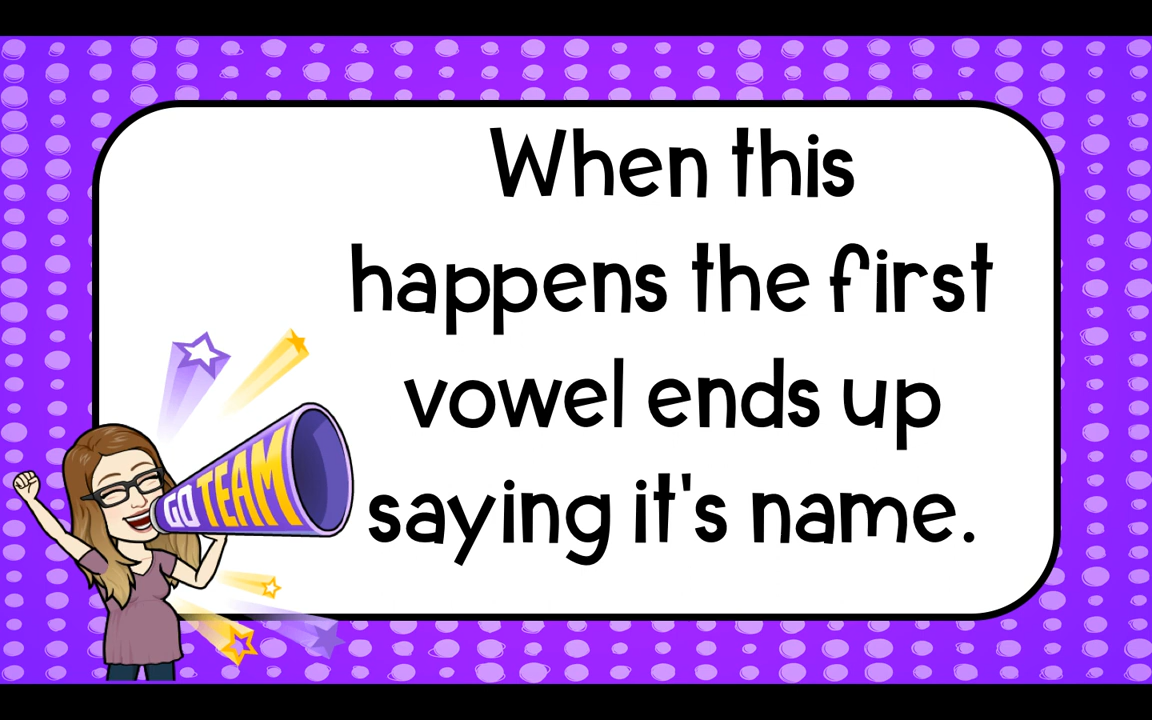 When this
happens the first
vowel ends up
saying it's name.
GO TEAM